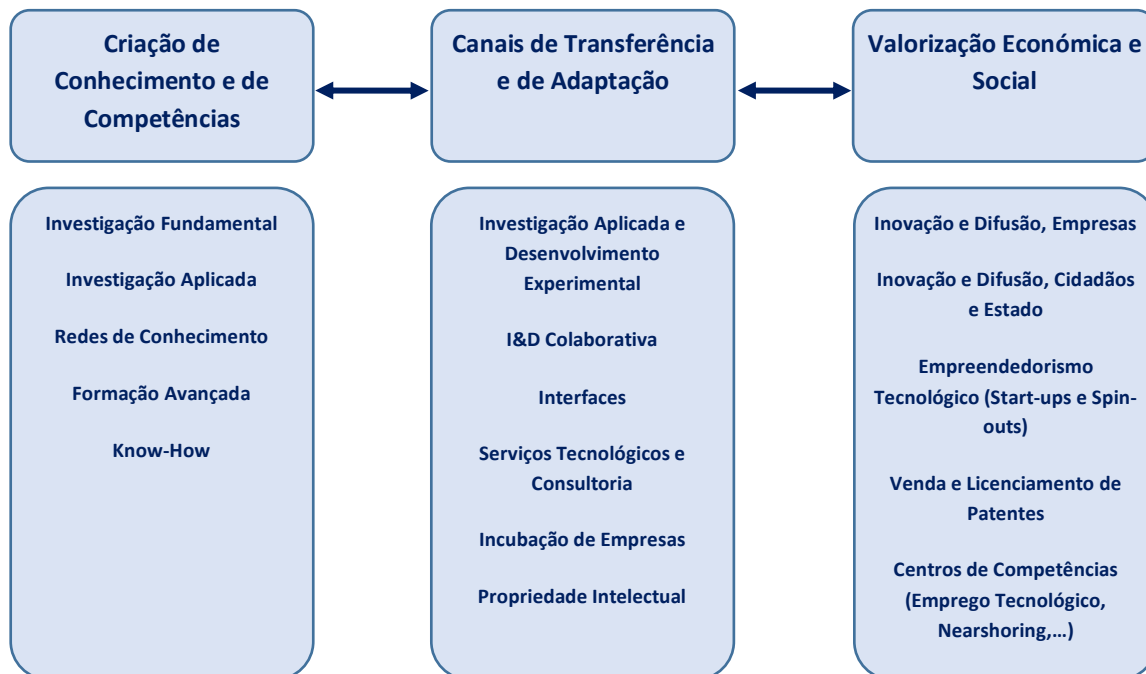 Criação de
Conhecimento e de
Competências
Canais de Transferência
e de Adaptação
Valorização Económica e
Social
Investigação Fundamental
Investigação Aplicada
Redes de Conhecimento
Formação Avançada
Know-How
Investigação Aplicada e
Desenvolvimento
Experimental
I&D Colaborativa
Interfaces
Serviços Tecnológicos e
Consultoria
Incubação de Empresas
Propriedade Intelectual
Inovação e Difusão, Empresas
Inovação e Difusão, Cidadãos
e Estado
Empreendedorismo
Tecnológico (Start-ups e Spin-
outs)
Venda e Licenciamento de
Patentes
Centros de Competências
(Emprego Tecnológico,
Nearshoring,...)